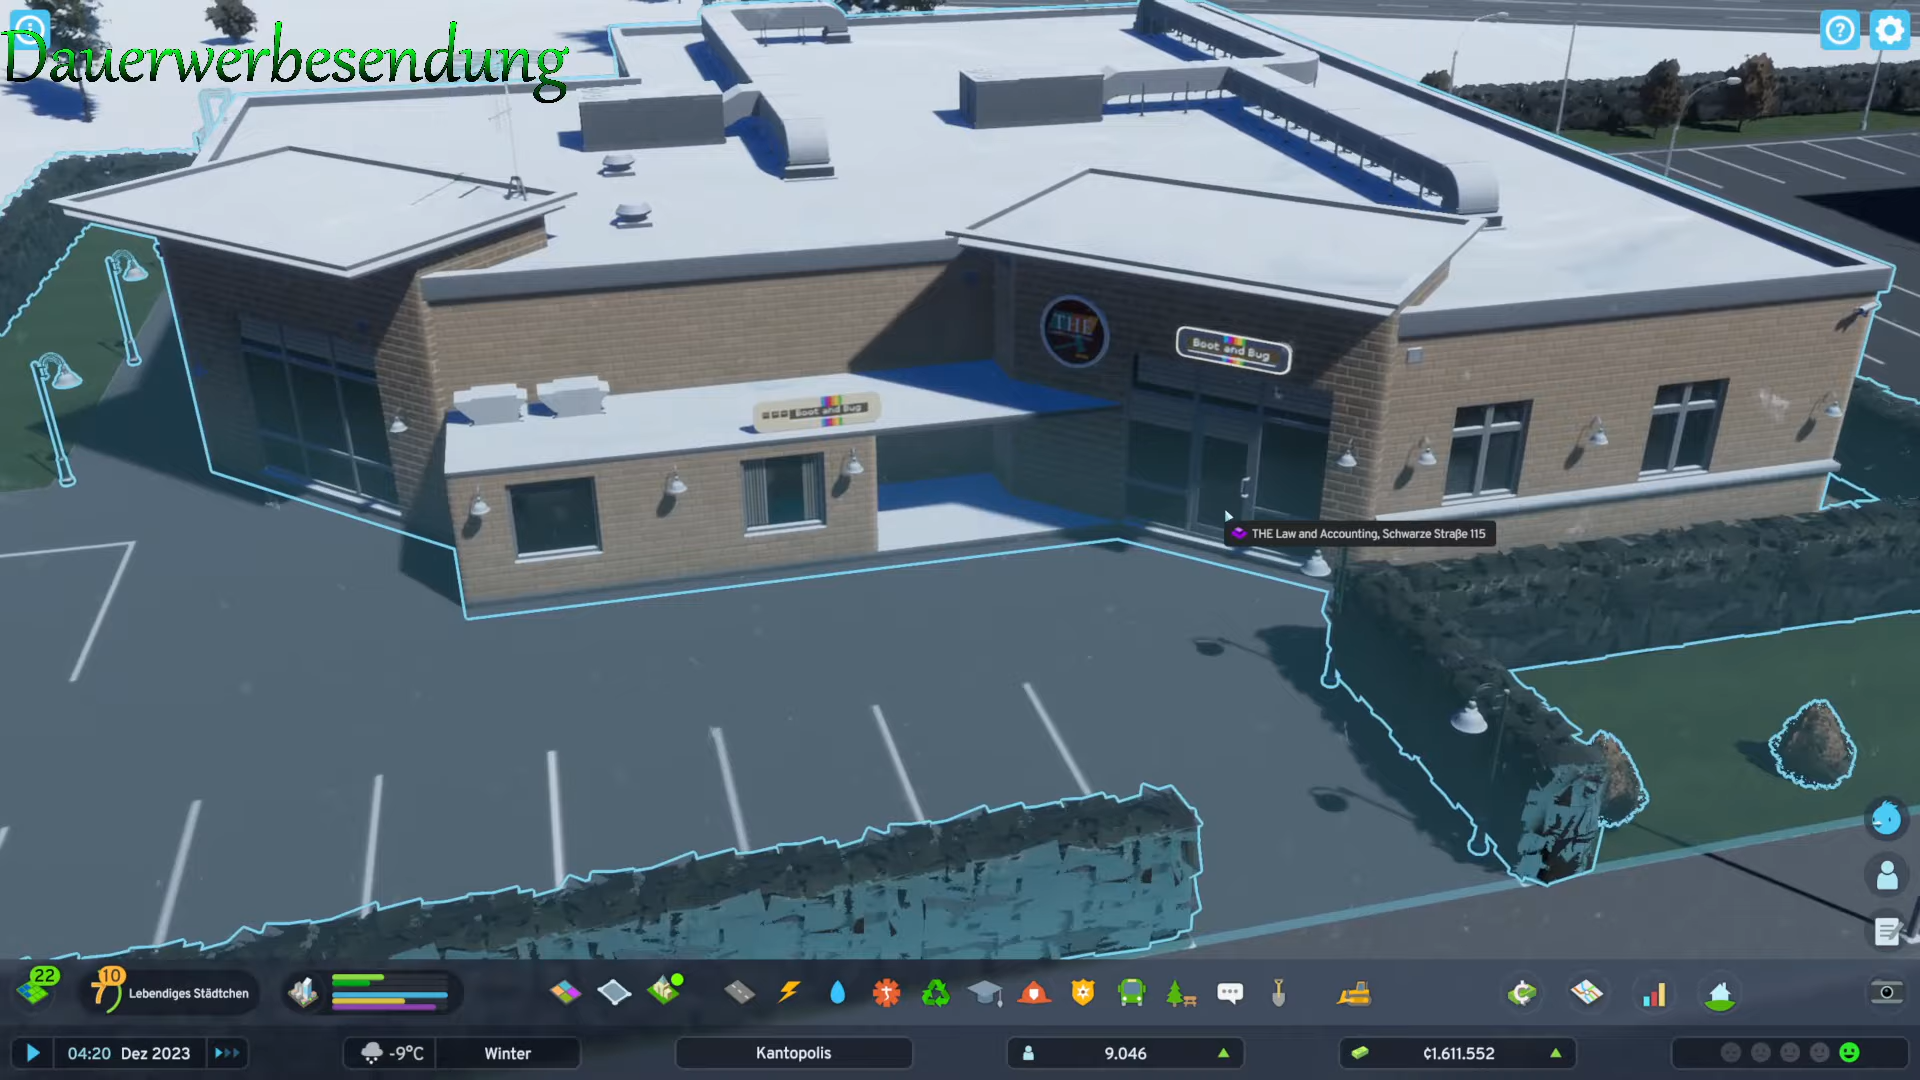 Dauerwerbesendung
THE
Boot and Bug
Boot and Bug
THE Law and Accounting, Schwarze Straße 115
22
10
Lebendiges Städtchen
04:20 Dez 2023
-9°C
Winter
Kantopolis
9.046
₵1.611.552